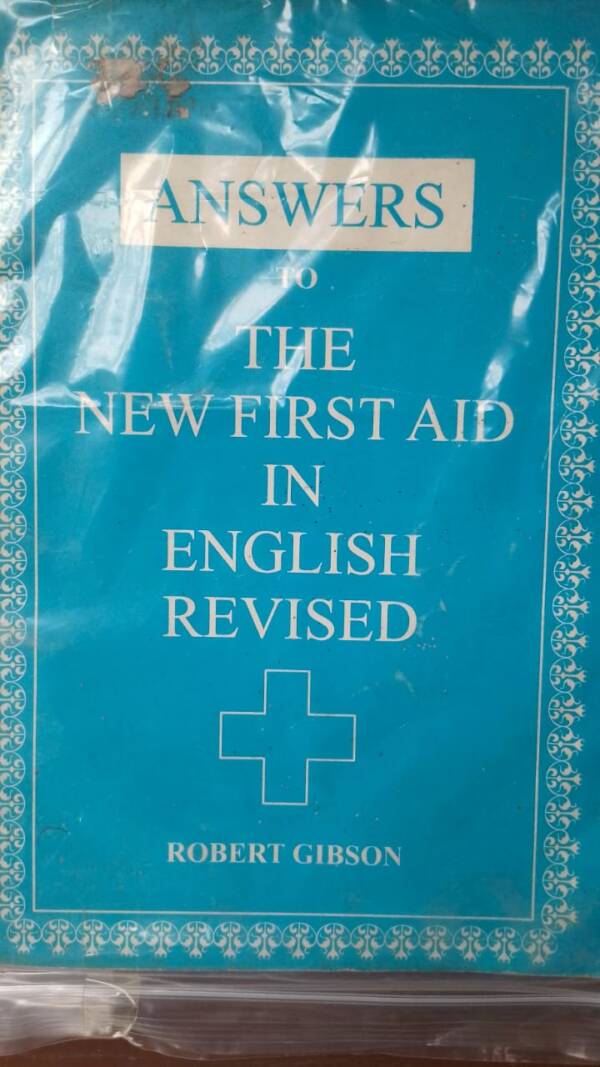 ANSWERS
TO
THE
NEW FIRST AID
IN
ENGLISH
REVISED
ROBERT GIBSON